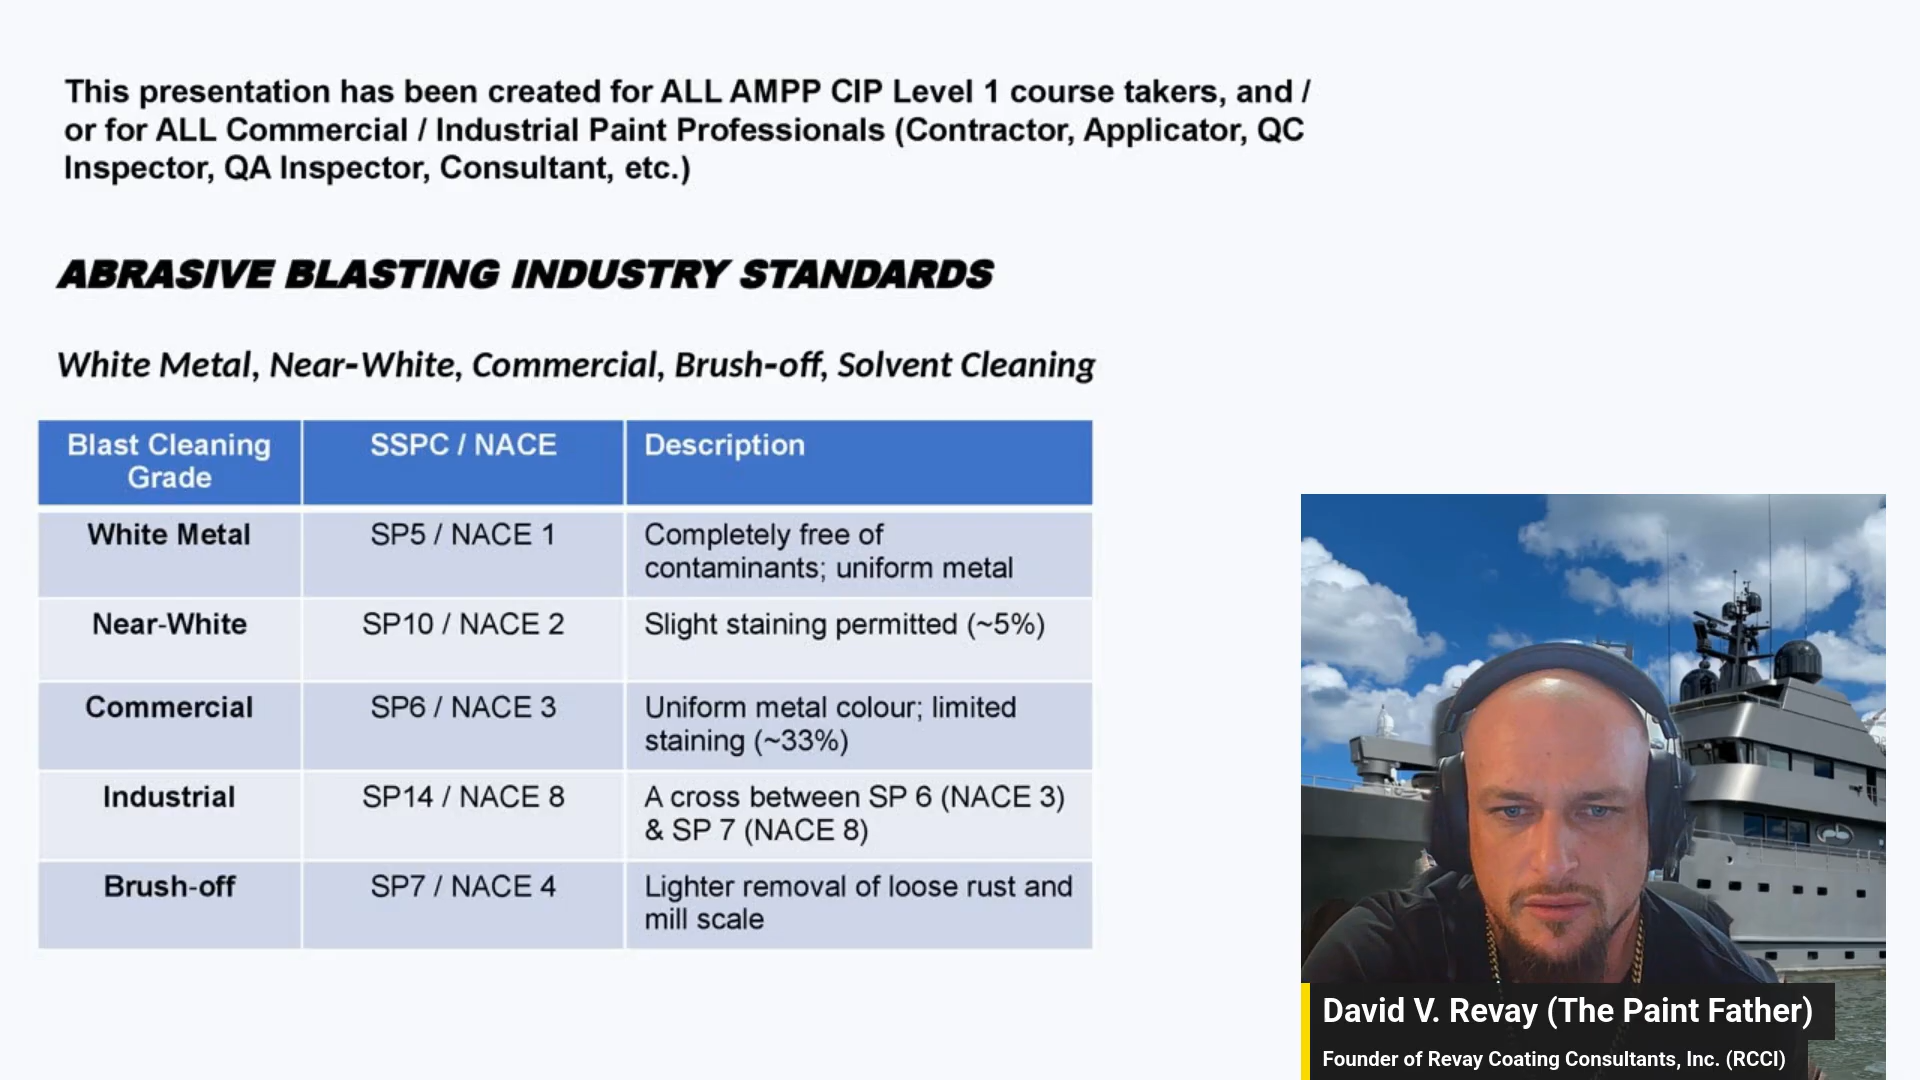 This presentation has been created for ALL AMPP CIP Level 1 course takers, and /
or for ALL Commercial / Industrial Paint Professionals (Contractor, Applicator, QC
Inspector, QA Inspector, Consultant, etc.)
ABRASIVE BLASTING INDUSTRY STANDARDS
White Metal, Near-White, Commercial, Brush-off, Solvent Cleaning
Blast Cleaning
Grade
SSPC / NACE
Description
White Metal
SP5 / NACE 1
Completely free of
contaminants; uniform metal
Near-White
SP10 / NACE 2
Slight staining permitted (~5%)
Commercial
SP6 / NACE 3
Uniform metal colour; limited
staining (~33%)
Industrial
SP14 / NACE 8
A cross between SP 6 (NACE 3)
& SP 7 (NACE 8)
Brush-off
SP7 / NACE 4
Lighter removal of loose rust and
mill scale
David V. Revay (The Paint Father)
Founder of Revay Coating Consultants, Inc. (RCCI)